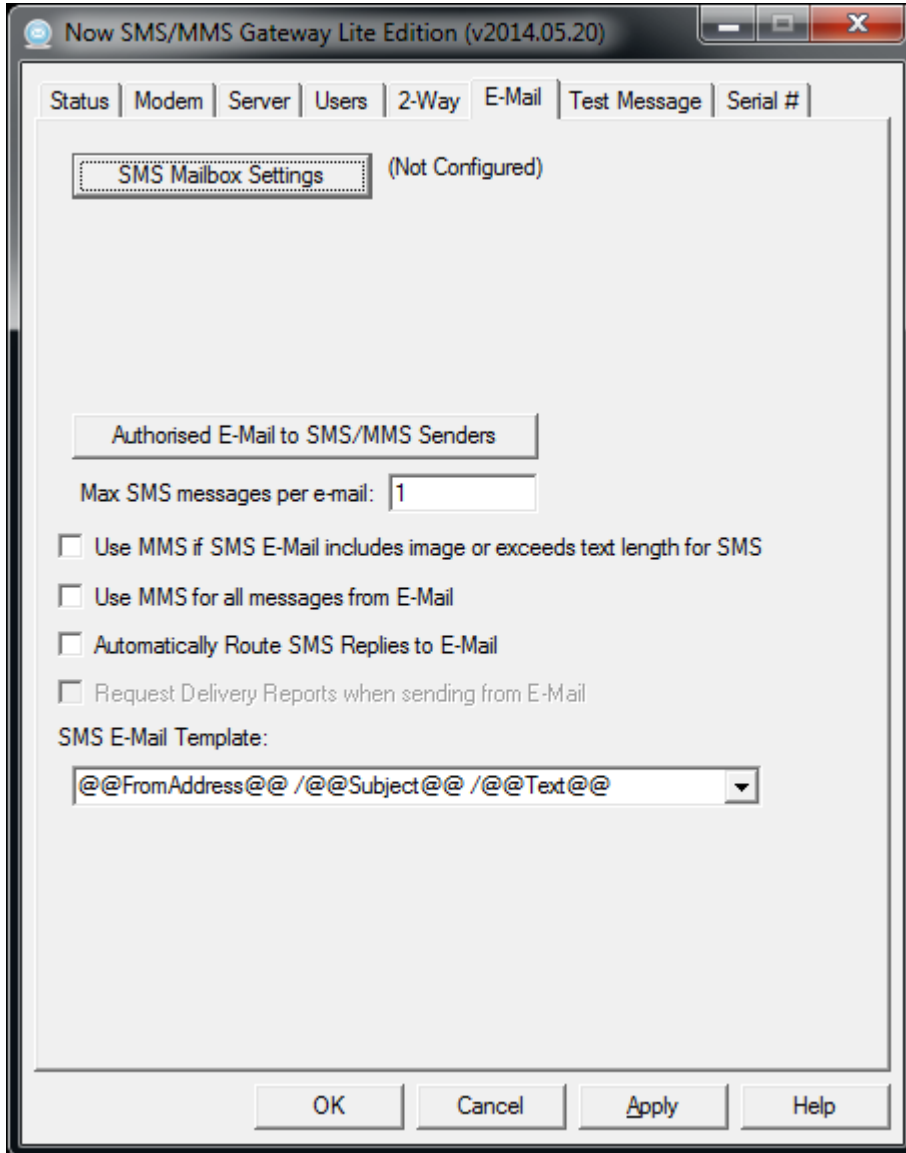 Now SMS/MMS Gateway Lite Edition (v2014.05.20)
Status Modem Server Users 2-Way E-Mail Test Message Serial #
SMS Mailbox Settings (Not Configured)
Authorised E-Mail to SMS/MMS Senders
Max SMS messages per e-mail: 1
Use MMS if SMS E-Mail includes image or exceeds text length for SMS
Use MMS for all messages from E-Mail
Automatically Route SMS Replies to E-Mail
Request Delivery Reports when sending from E-Mail
SMS E-Mail Template:
@@FromAddress@@ /@@Subject@@ /@@Text@@
OK Cancel Apply Help